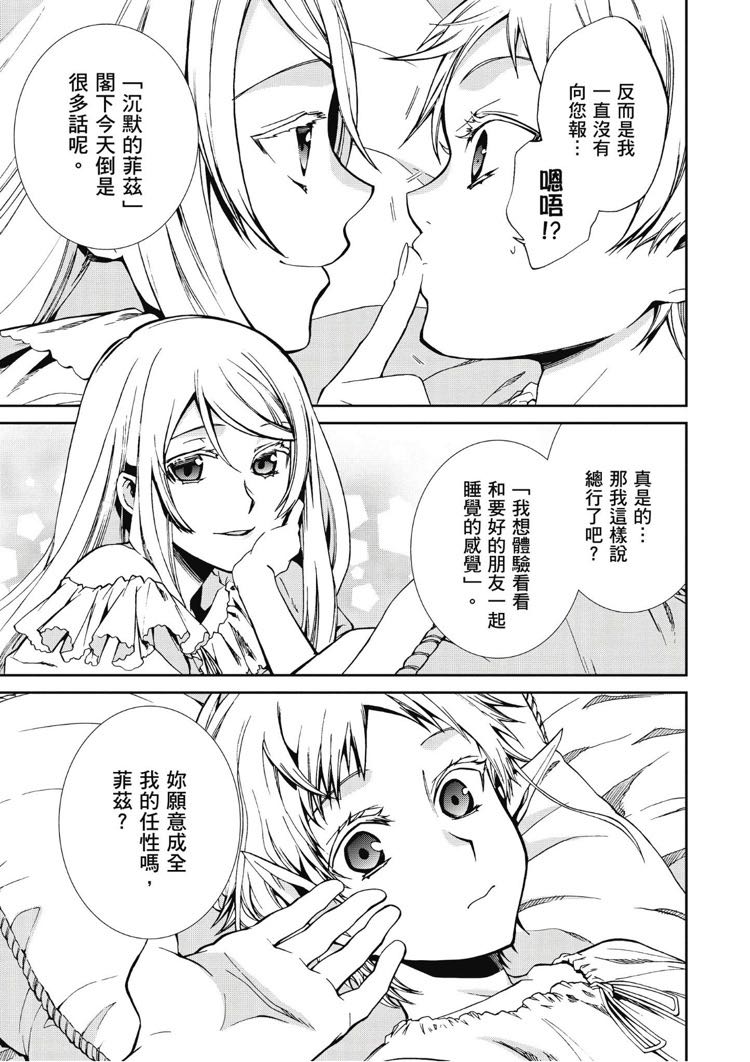 反而是我
一直沒有
向您報…
嗯唔!?
「沉默的菲茲」
閣下今天倒是
很多話呢。
真是的…
那我這樣說
總行了吧？
「我想體驗看看
和要好的朋友一起
睡覺的感覺」。
妳願意成全
我的任性嗎，
菲茲？